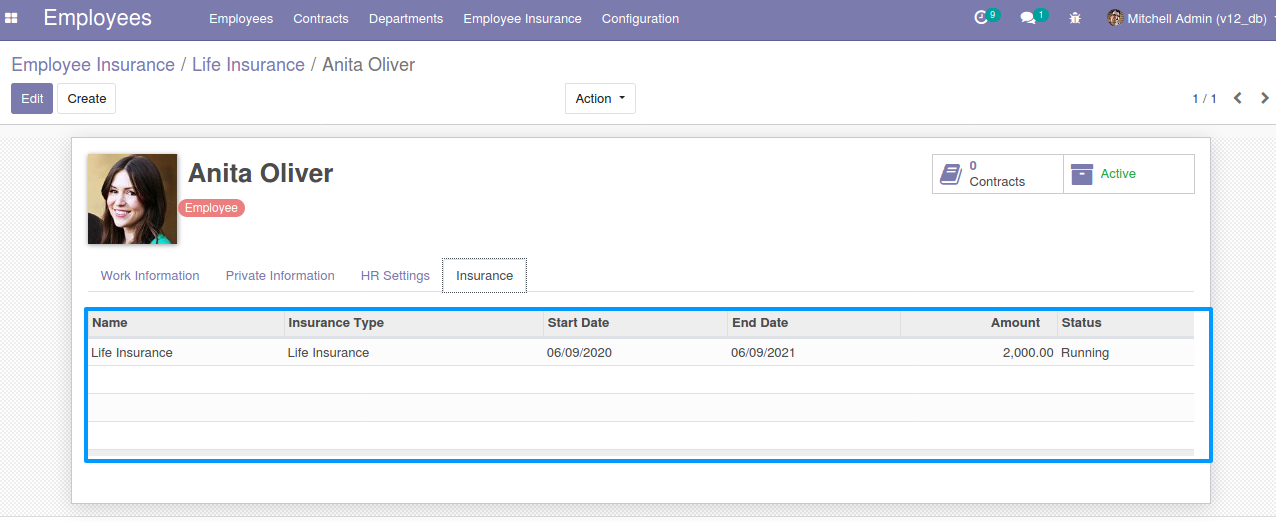 Employees Employees Contracts Departments Employee Insurance Configuration 9 1 Mitchell Admin (v12_db)
Employee Insurance / Life Insurance / Anita Oliver
Edit Create Action 1 / 1
Anita Oliver
Employee
0
Contracts
Active
Work Information Private Information HR Settings Insurance
Name Insurance Type Start Date End Date Amount Status
Life Insurance Life Insurance 06/09/2020 06/09/2021 2,000.00 Running